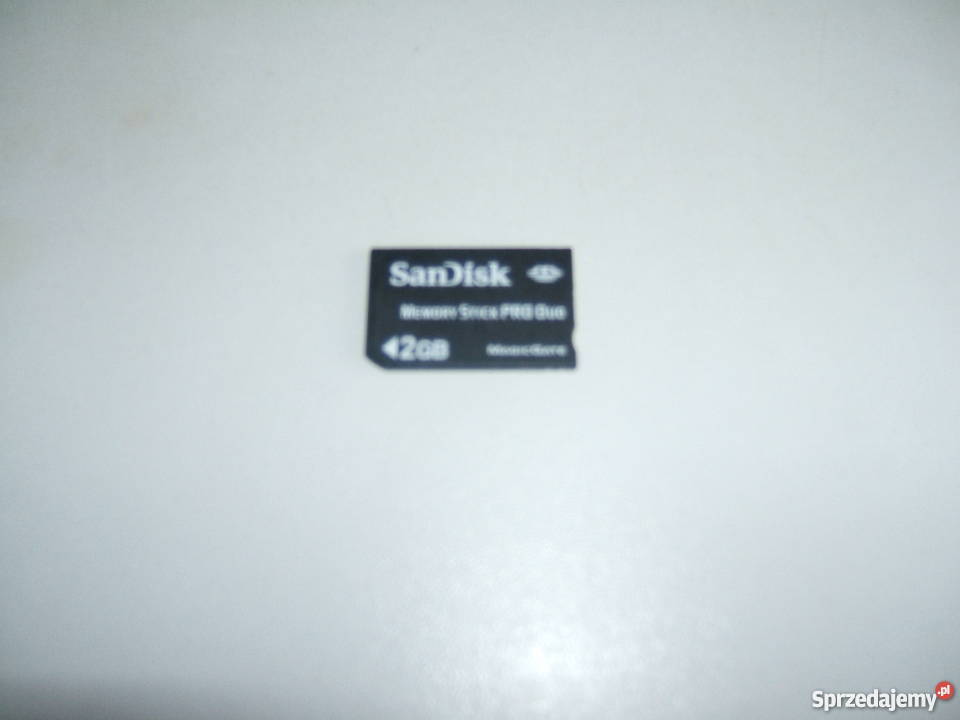 SanDisk
Memory Stick PRO Duo
2GB MagicGate
Sprzedajemy.pl